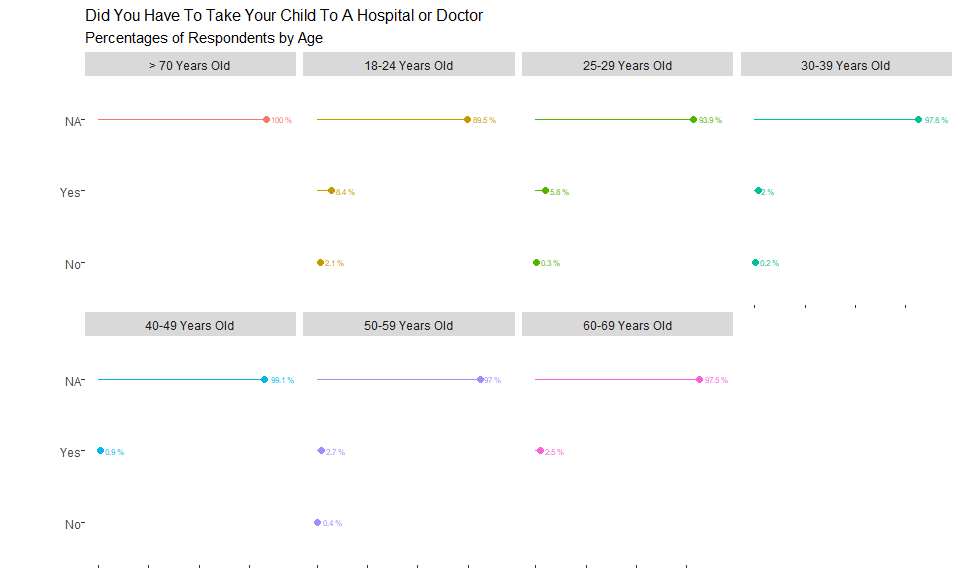 Did You Have To Take Your Child To A Hospital or Doctor
Percentages of Respondents by Age
> 70 Years Old 18-24 Years Old 25-29 Years Old 30-39 Years Old
NA 100 % 89.5 % 93.9 % 97.8 %
Yes 8.4 % 5.8 % 2 %
No 2.1 % 0.3 % 0.2 %
40-49 Years Old 50-59 Years Old 60-69 Years Old
NA 99.1 % 97 % 97.5 %
Yes 0.9 % 2.7 % 2.5 %
No 0.4 %